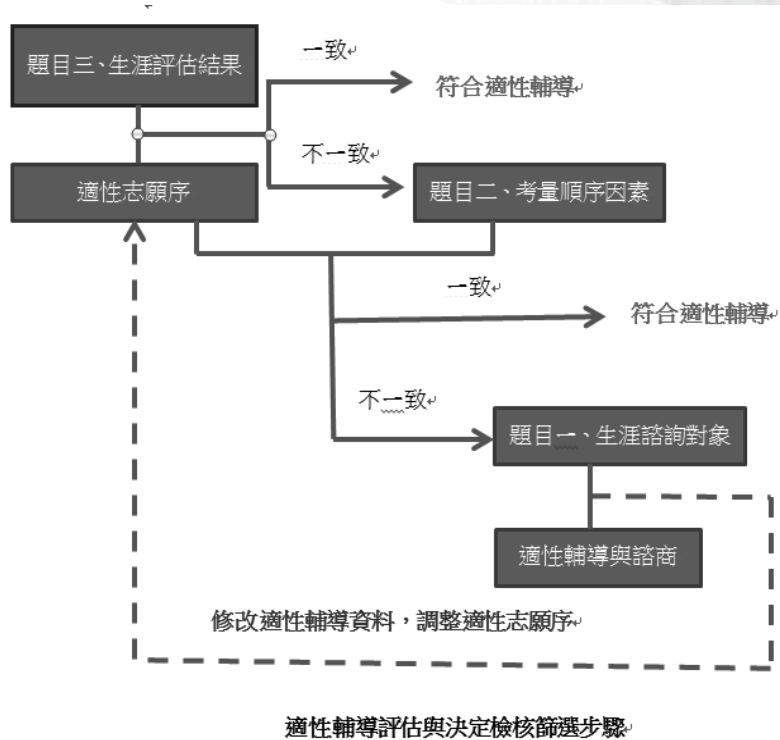 題目三、生涯評估結果
一致
符合適性輔導
不一致
適性志願序
題目二、考量順序因素
一致
符合適性輔導
不一致
題目一、生涯諮詢對象
適性輔導與諮商
修改適性輔導資料，調整適性志願序
適性輔導評估與決定檢核篩選步驟